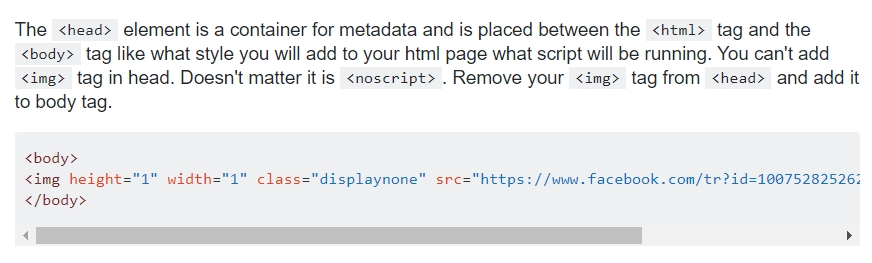 The <head> element is a container for metadata and is placed between the <html> tag and the
<body> tag like what style you will add to your html page what script will be running. You can't add
<img> tag in head. Doesn't matter it is <noscript> . Remove your <img> tag from <head> and add it
to body tag.
<body>
<img height="1" width="1" class="displaynone" src="https://www.facebook.com/tr?id=100752825262
</body>